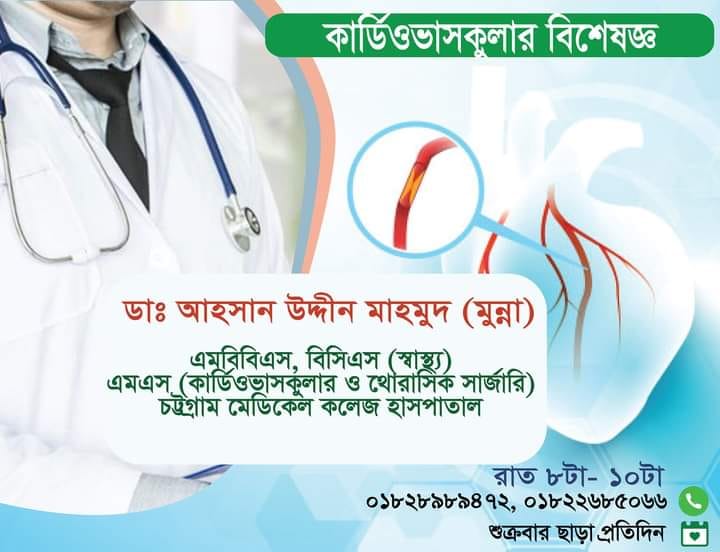 কার্ডিওভাসকুলার বিশেষজ্ঞ
ডাঃ আহসান উদ্দীন মাহমুদ (মুন্না)
এমবিবিএস, বিসিএস (স্বাস্থ্য)
এমএস (কার্ডিওভাসকুলার ও থোরাসিক সার্জারি)
চট্টগ্রাম মেডিকেল কলেজ হাসপাতাল
রাত ৮টা- ১০টা
০১৮২৮৯৮৯৪৭২, ০১৮২২৬৮৫০৬৬
শুক্রবার ছাড়া প্রতিদিন